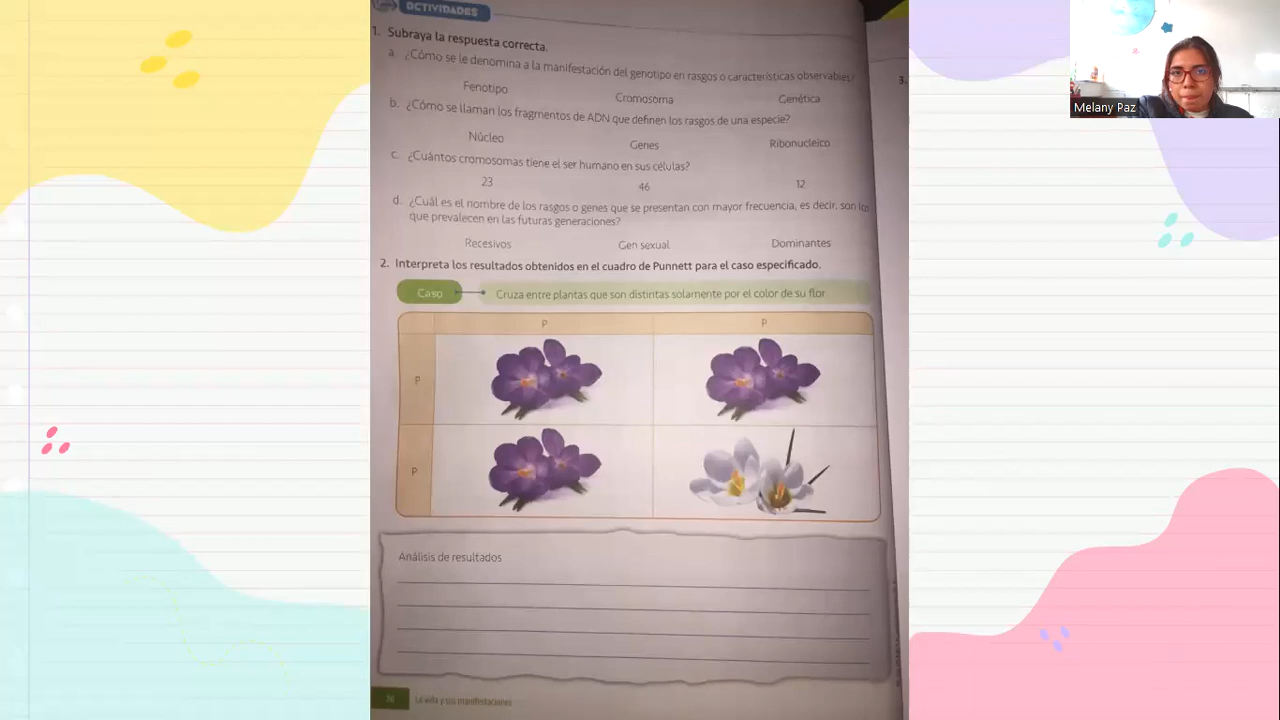 ACTIVIDADES
1. Subraya la respuesta correcta.
a. ¿Cómo se le denomina a la manifestación del genotipo en rasgos o características observables?
Fenotipo Cromosoma Genética
b. ¿Cómo se llaman los fragmentos de ADN que definen los rasgos de una especie?
Núcleo Genes Ribonucleico
c. ¿Cuántos cromosomas tiene el ser humano en sus células?
23 46 12
d. ¿Cuál es el nombre de los rasgos o genes que se presentan con mayor frecuencia, es decir, son los
que prevalecen en las futuras generaciones?
Recesivos Gen sexual Dominantes
2. Interpreta los resultados obtenidos en el cuadro de Punnett para el caso especificado.
Caso Cruza entre plantas que son distintas solamente por el color de su flor
P P
P
P
Análisis de resultados
76 La vida y sus manifestaciones
3.
Melany Paz